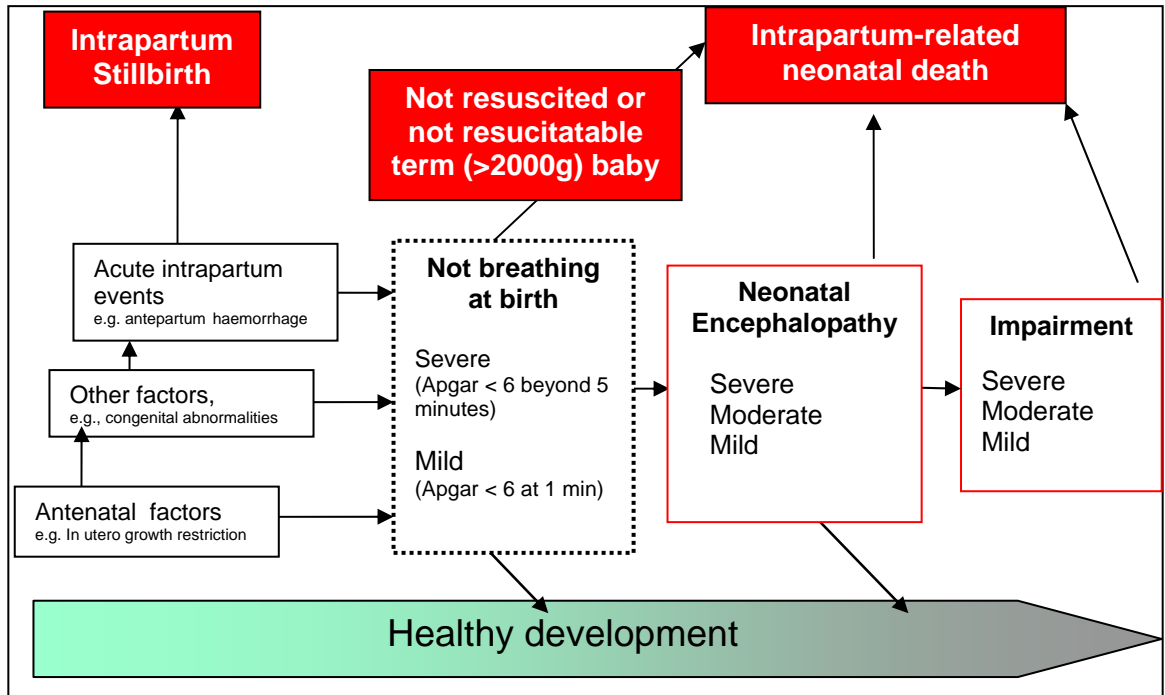 Intrapartum
Stillbirth
Intrapartum-related
neonatal death
Not resuscited or
not resucitatable
term (>2000g) baby
Acute intrapartum
events
e.g. antepartum haemorrhage
Other factors,
e.g., congenital abnormalities
Antenatal factors
e.g. In utero growth restriction
Not breathing
at birth
Severe
(Apgar < 6 beyond 5
minutes)
Mild
(Apgar < 6 at 1 min)
Neonatal
Encephalopathy
Severe
Moderate
Mild
Impairment
Severe
Moderate
Mild
Healthy development